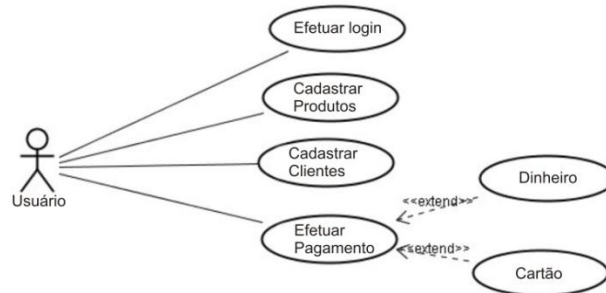 Efetuar login
Cadastrar
Produtos
Cadastrar
Clientes
Usuário
Efetuar
Pagamento
<<extend>>
Dinheiro
<<extend>>
Cartão